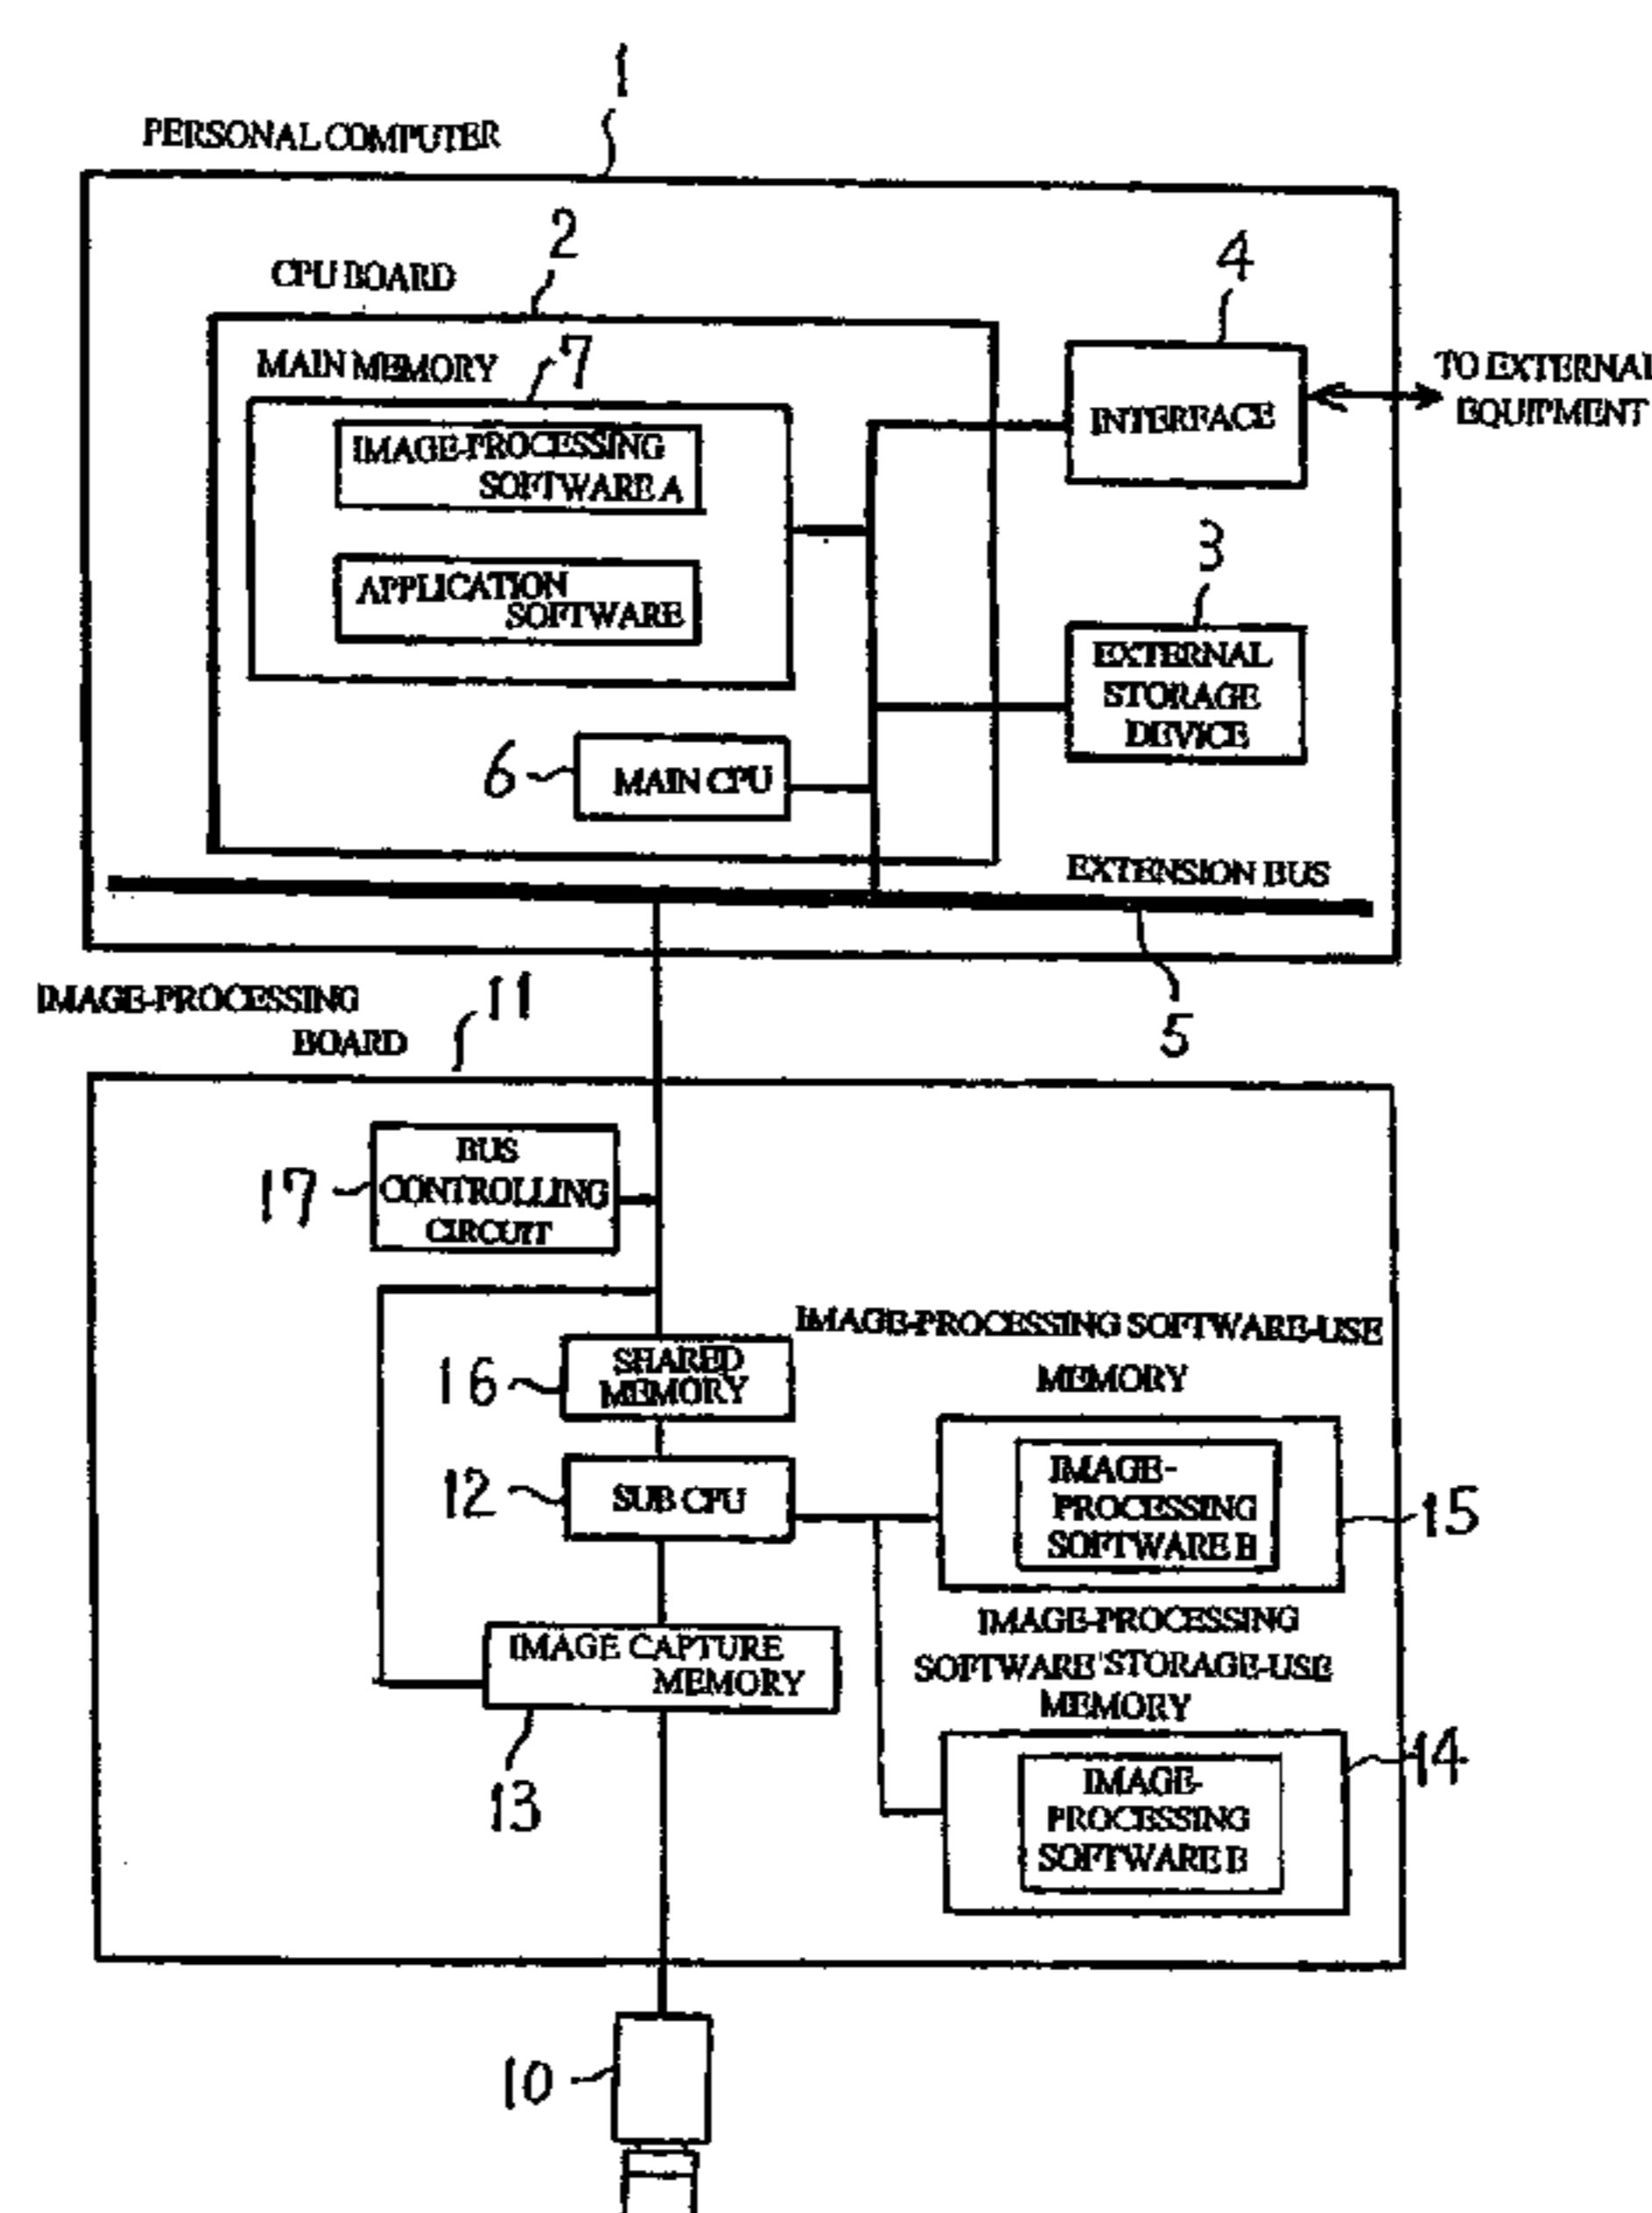 1
PERSONAL COMPUTER
2
CPU BOARD
4
MAIN MEMORY
7
TO EXTERNAL
EQUIPMENT
INTERFACE
IMAGE-PROCESSING
SOFTWARE A
3
APPLICATION
SOFTWARE
EXTERNAL
STORAGE
DEVICE
6
MAIN CPU
EXTENSION BUS
5
IMAGE-PROCESSING
BOARD
11
BUS
CONTROLLING
CIRCUIT
17
IMAGE-PROCESSING SOFTWARE-USE
MEMORY
SHARED
MEMORY
16
SUB CPU
12
IMAGE-
PROCESSING
SOFTWARE B
15
IMAGE-PROCESSING
SOFTWARE STORAGE-USE
MEMORY
IMAGE CAPTURE
MEMORY
13
14
IMAGE-
PROCESSING
SOFTWARE B
10